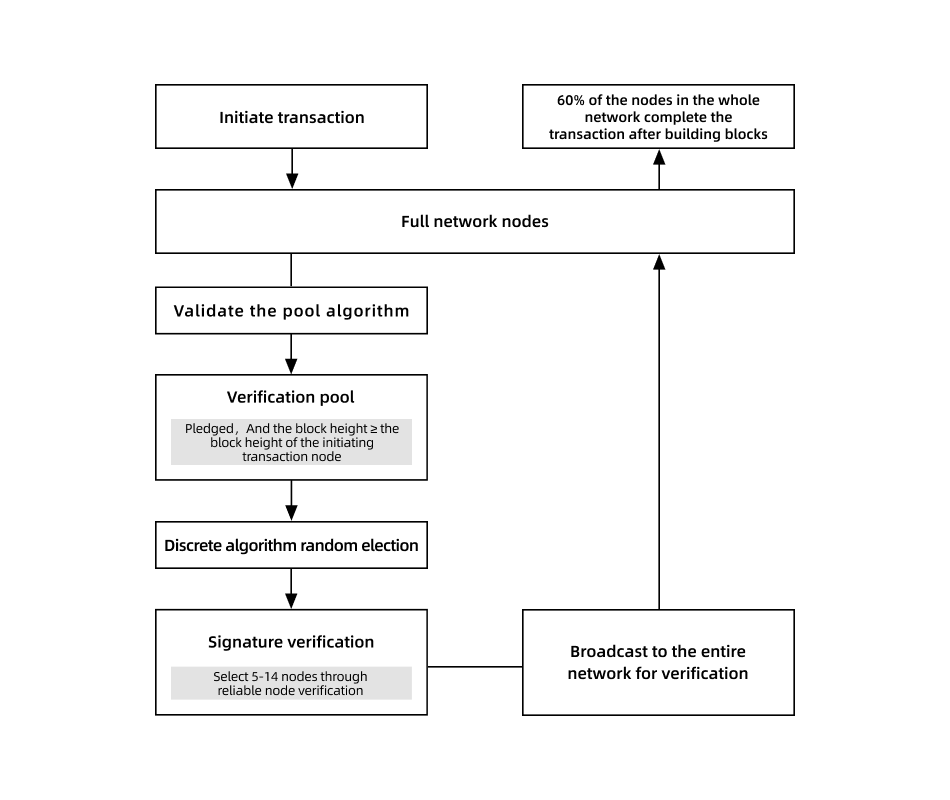 Initiate transaction
60% of the nodes in the whole
network complete the
transaction after building blocks
Full network nodes
Validate the pool algorithm
Verification pool
Pledged，And the block height ≥ the
block height of the initiating
transaction node
Discrete algorithm random election
Signature verification
Select 5-14 nodes through
reliable node verification
Broadcast to the entire
network for verification